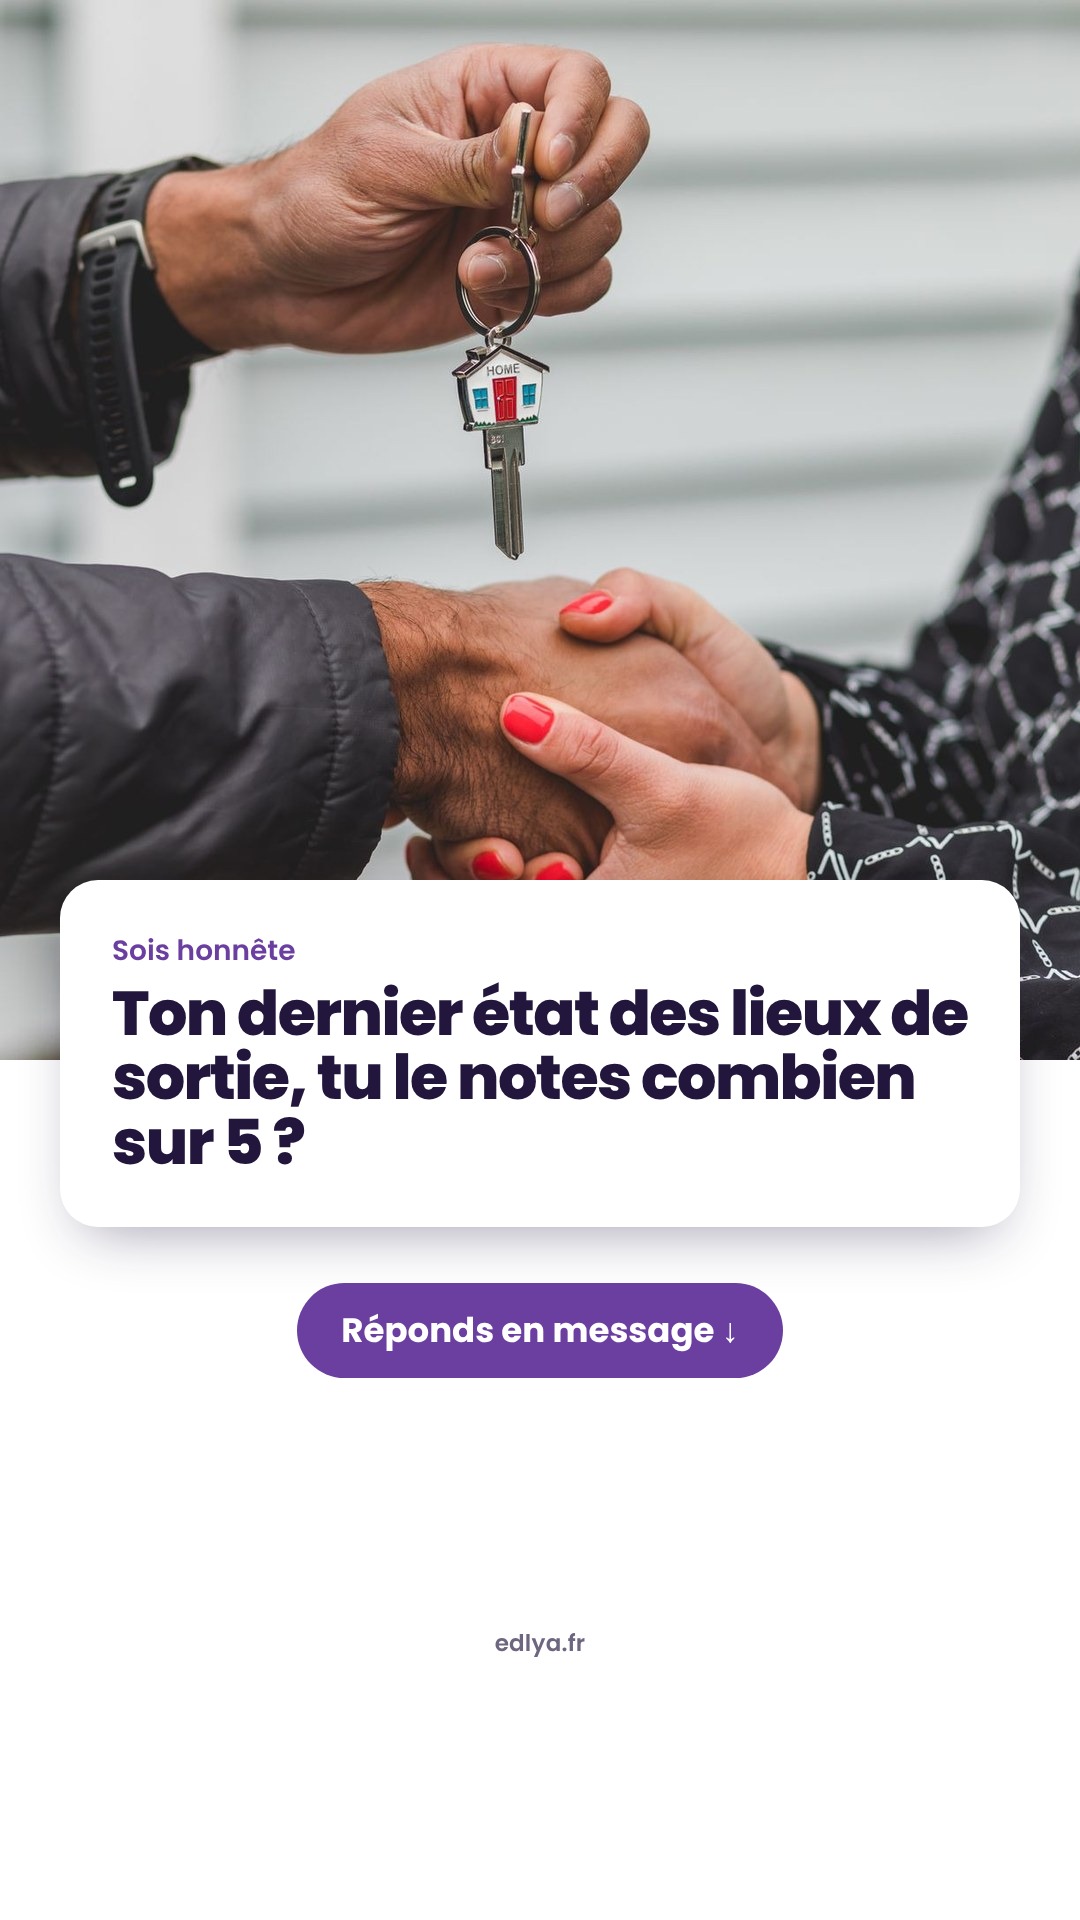 HOME
Sois honnête
Ton dernier état des lieux de
sortie, tu le notes combien
sur 5 ?
Réponds en message ↓
edlya.fr